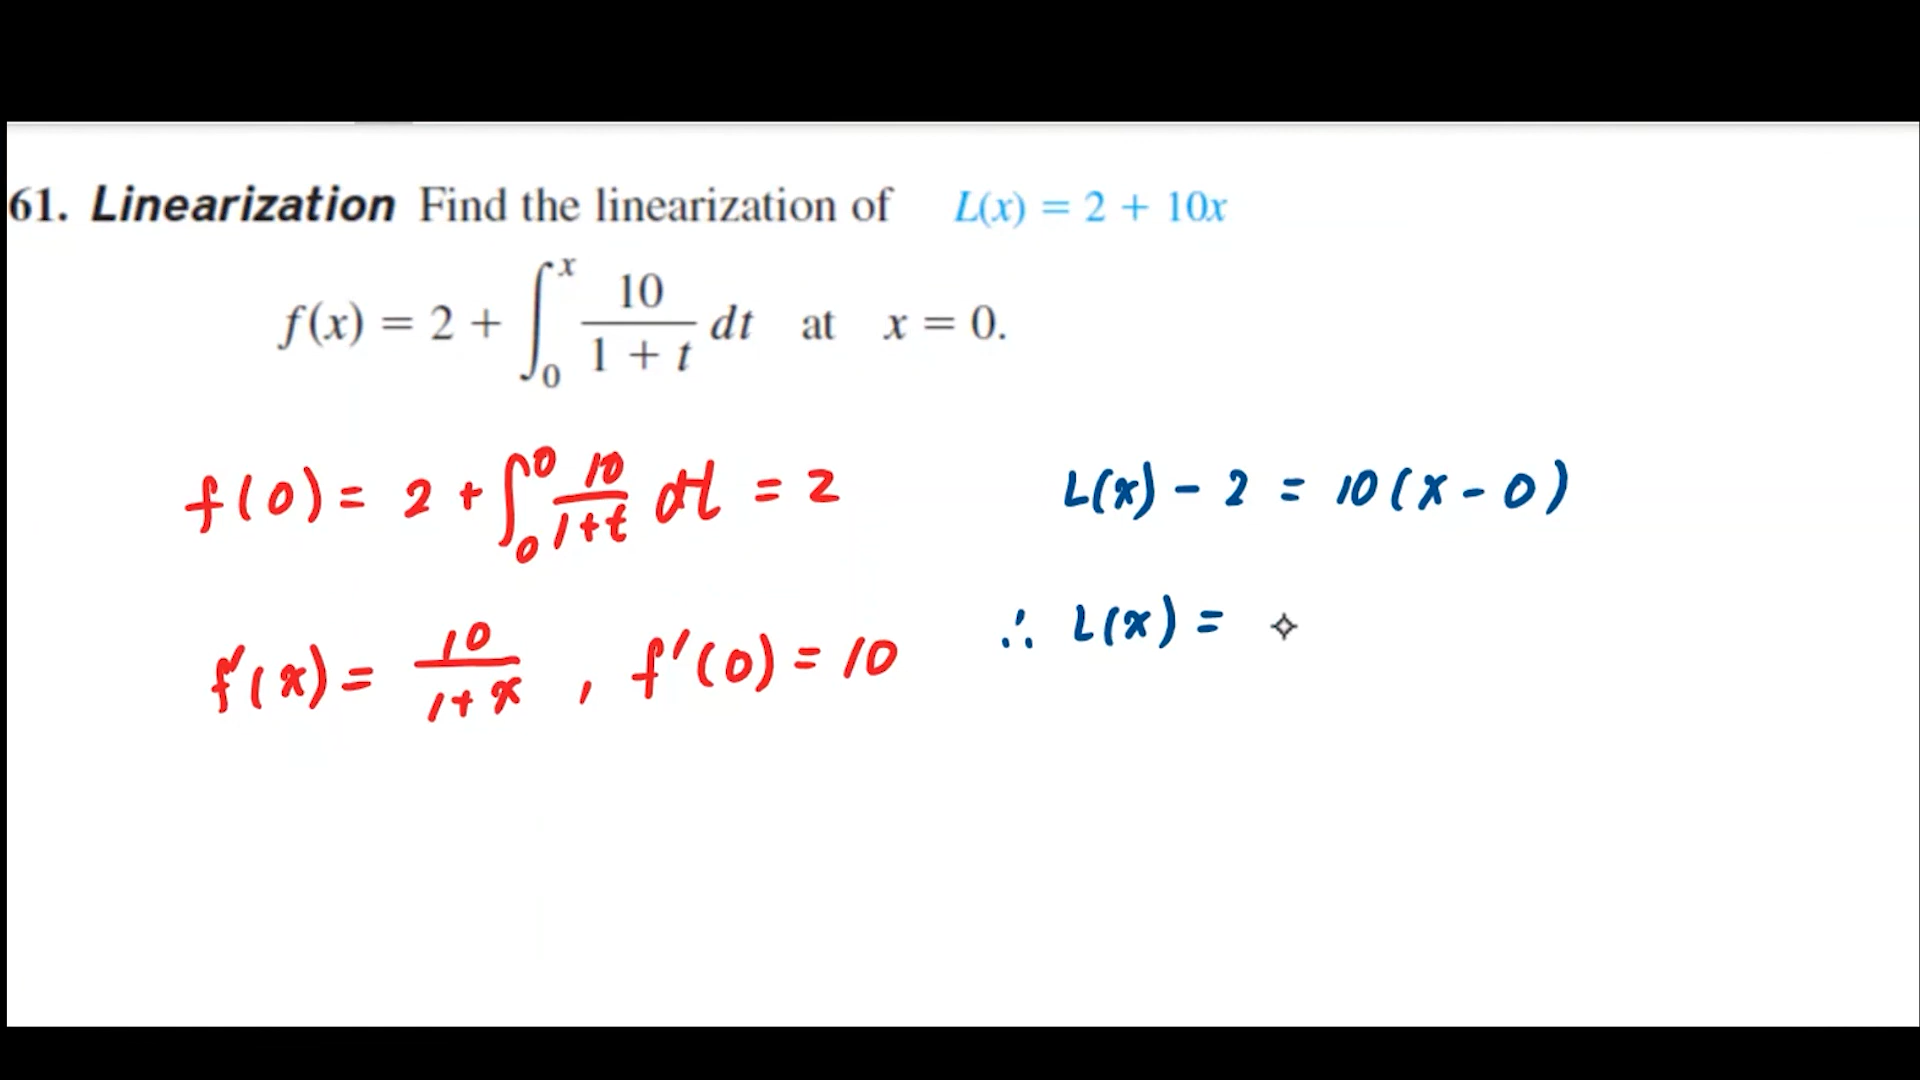 61. Linearization Find the linearization of L(x) = 2 + 10x
f(x) = 2 + ∫₀ˣ 10/(1 + t) dt at x = 0.
f(0) = 2 + ∫₀⁰ 10/(1+t) dt = 2
L(x) - 2 = 10(x - 0)
f'(x) = 10/(1+x) , f'(0) = 10
∴ L(x) =